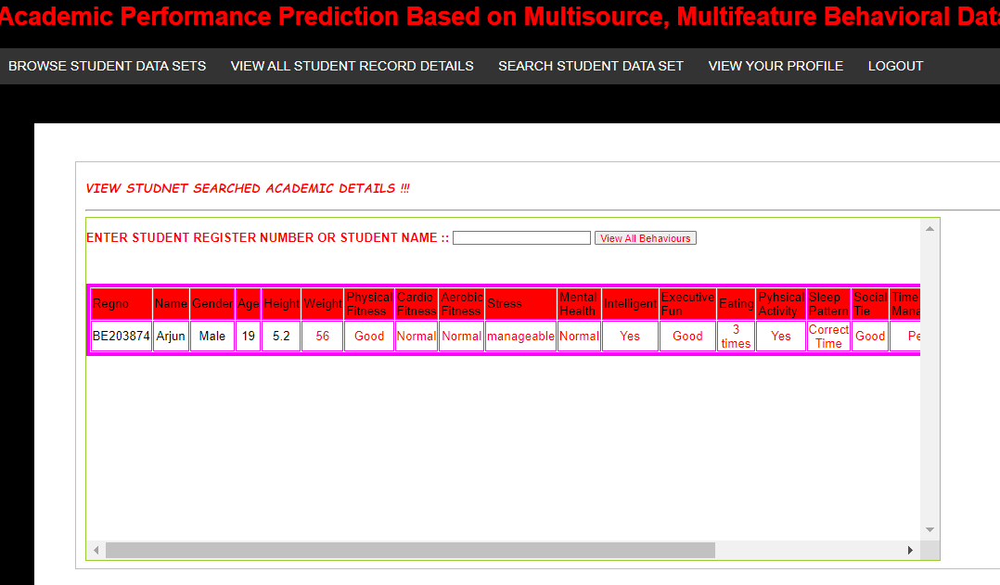 Academic Performance Prediction Based on Multisource, Multifeature Behavioral Data
BROWSE STUDENT DATA SETS VIEW ALL STUDENT RECORD DETAILS SEARCH STUDENT DATA SET VIEW YOUR PROFILE LOGOUT
VIEW STUDNET SEARCHED ACADEMIC DETAILS !!!
ENTER STUDENT REGISTER NUMBER OR STUDENT NAME :: View All Behaviours
Regno Name Gender Age Height Weight Physical Fitness Cardio Fitness Aerobic Fitness Stress Mental Health Intelligent Executive Fun Eating Pyhsical Activity Sleep Pattern Social Tie Time Mana
BE203874 Arjun Male 19 5.2 56 Good Normal Normal manageable Normal Yes Good 3 times Yes Correct Time Good Pe